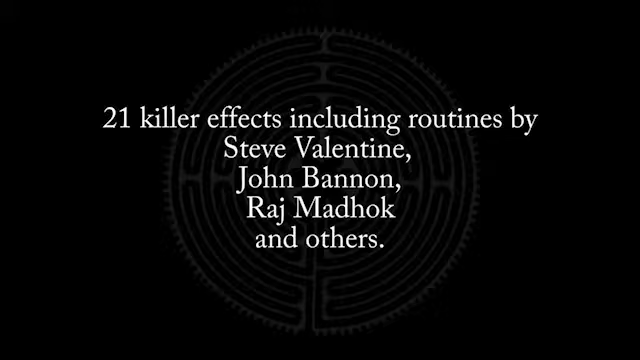 21 killer effects including routines by
Steve Valentine,
John Bannon,
Raj Madhok
and others.